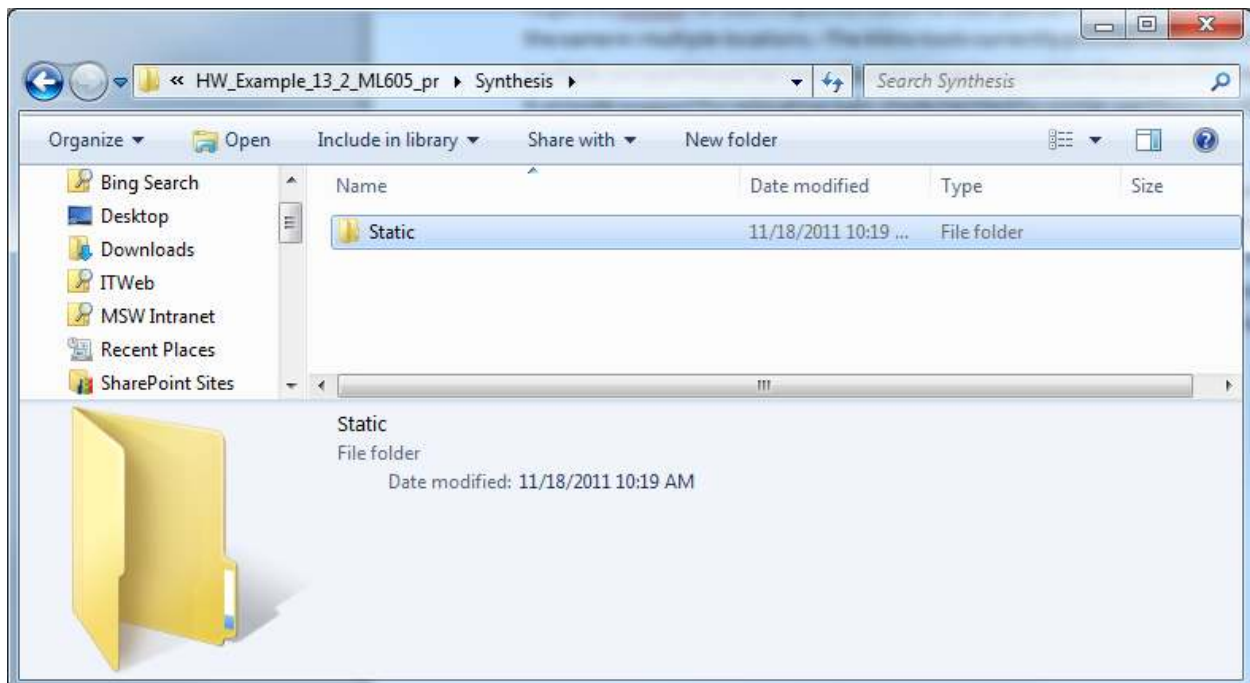 « HW_Example_13_2_ML605_pr ▸ Synthesis ▸ Search Synthesis
Organize Open Include in library Share with New folder
Bing Search
Desktop
Downloads
ITWeb
MSW Intranet
Recent Places
SharePoint Sites
Name Date modified Type Size
Static 11/18/2011 10:19 ... File folder
Static
File folder
Date modified: 11/18/2011 10:19 AM